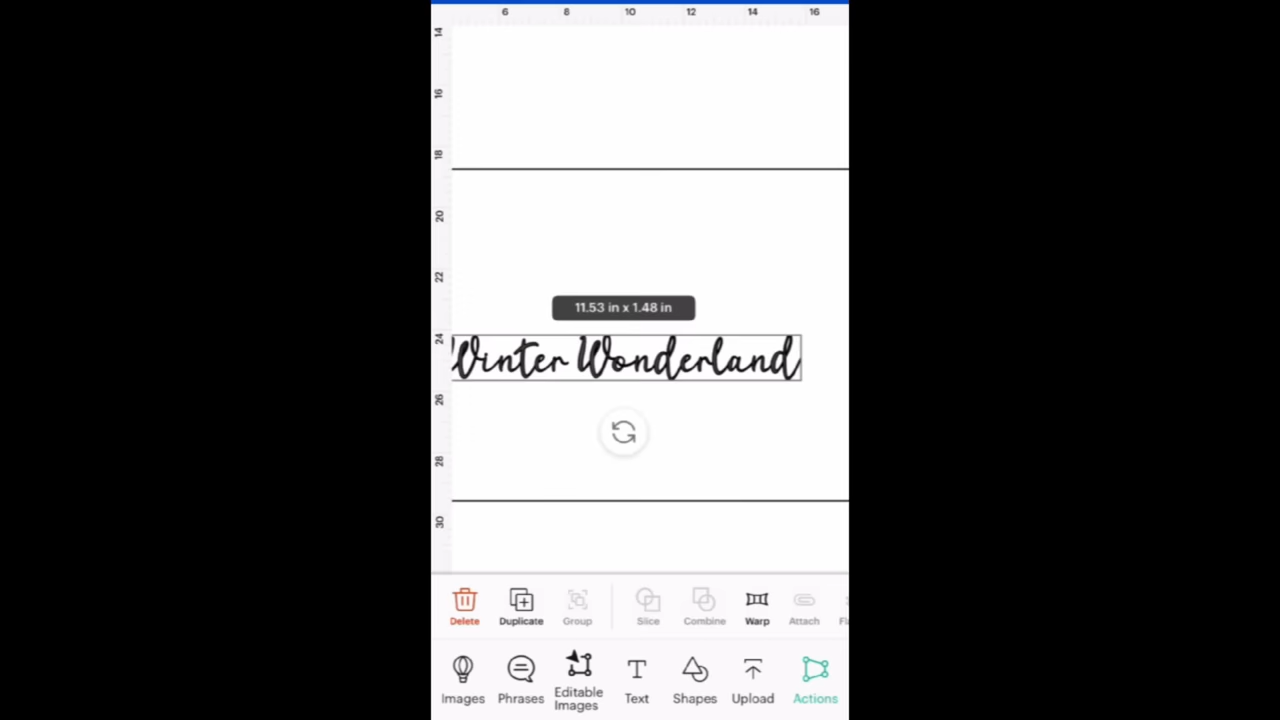 6 8 10 12 14 16
14
16
18
20
22
11.53 in x 1.48 in
24
Winter Wonderland
26
28
30
Delete Duplicate Group Slice Combine Warp Attach
Images Phrases Editable Images Text Shapes Upload Actions